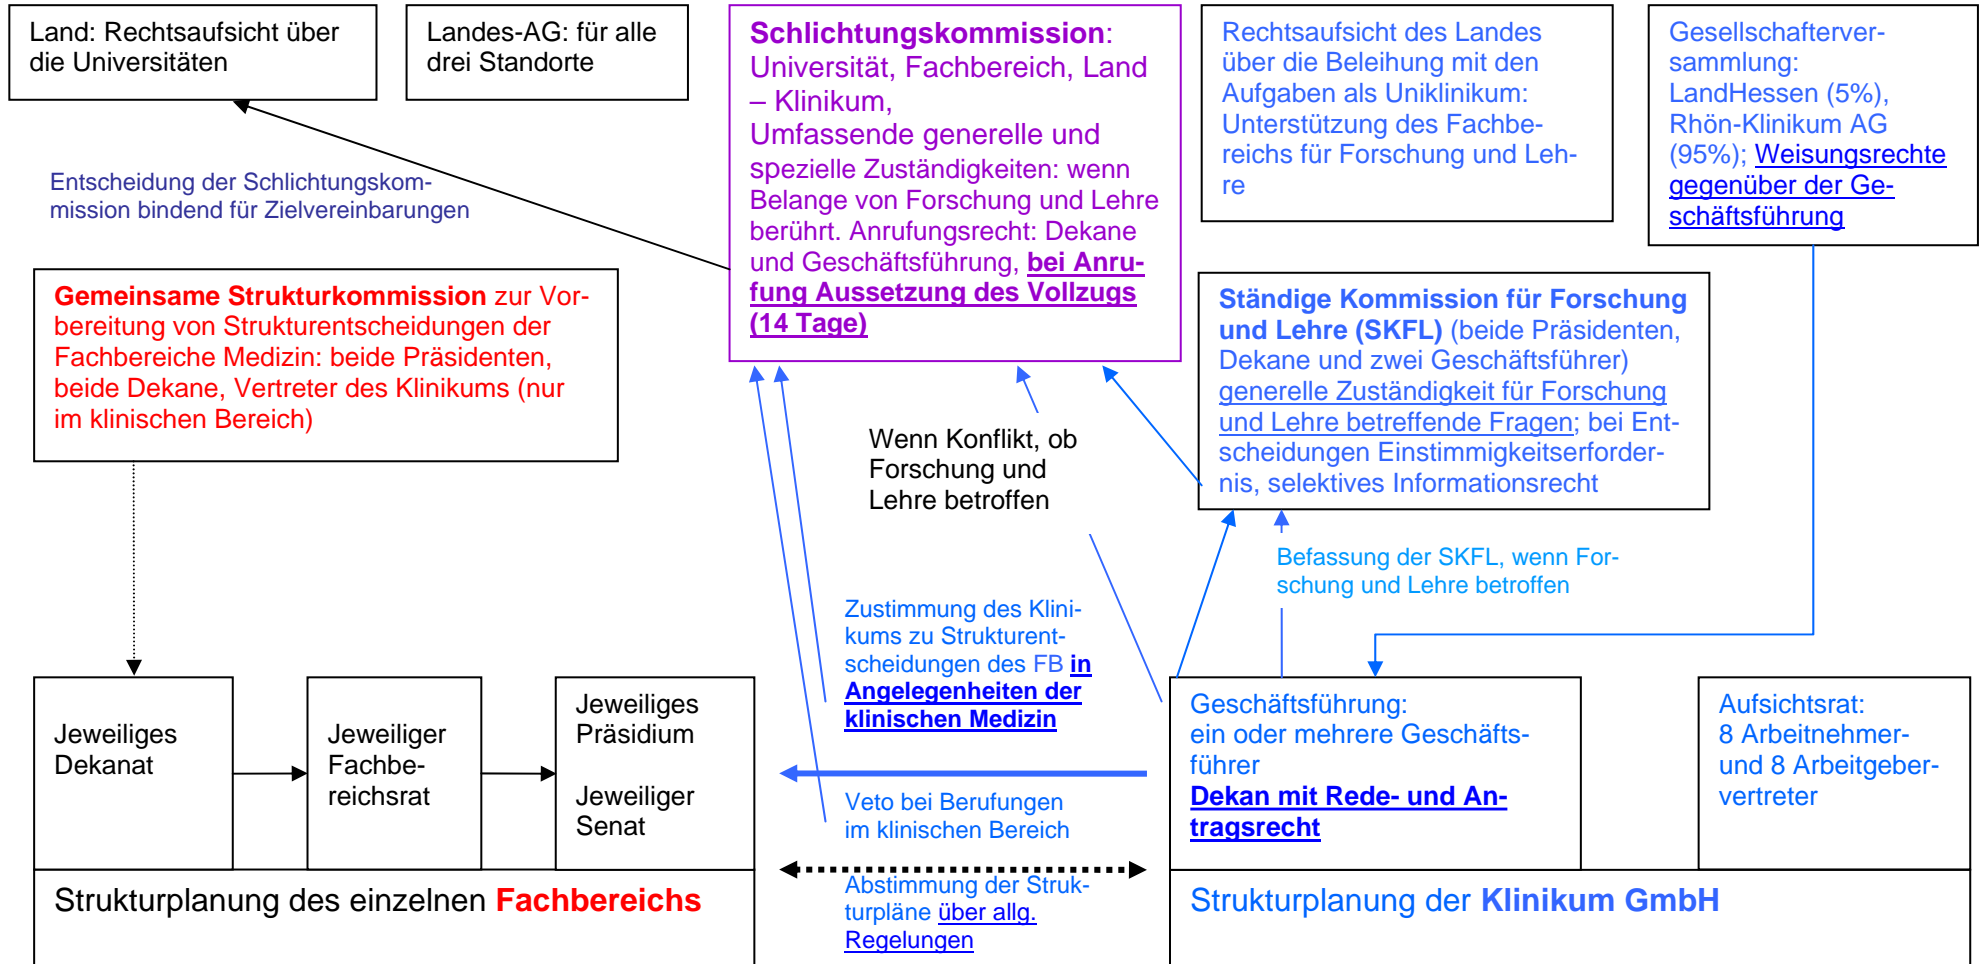 Land: Rechtsaufsicht über
die Universitäten
Landes-AG: für alle
drei Standorte
Schlichtungskommission:
Universität, Fachbereich, Land
– Klinikum,
Umfassende generelle und
spezielle Zuständigkeiten: wenn
Belange von Forschung und Lehre
berührt. Anrufungsrecht: Dekane
und Geschäftsführung, bei Anru-
fung Aussetzung des Vollzugs
(14 Tage)
Rechtsaufsicht des Landes
über die Beleihung mit den
Aufgaben als Uniklinikum:
Unterstützung des Fachbe-
reichs für Forschung und Leh-
re
Gesellschafterver-
sammlung:
LandHessen (5%),
Rhön-Klinikum AG
(95%); Weisungsrechte
gegenüber der Ge-
schäftsführung
Entscheidung der Schlichtungskom-
mission bindend für Zielvereinbarungen
Gemeinsame Strukturkommission zur Vor-
bereitung von Strukturentscheidungen der
Fachbereiche Medizin: beide Präsidenten,
beide Dekane, Vertreter des Klinikums (nur
im klinischen Bereich)
Ständige Kommission für Forschung
und Lehre (SKFL) (beide Präsidenten,
Dekane und zwei Geschäftsführer)
generelle Zuständigkeit für Forschung
und Lehre betreffende Fragen; bei Ent-
scheidungen Einstimmigkeitserforder-
nis, selektives Informationsrecht
Wenn Konflikt, ob
Forschung und
Lehre betroffen
Befassung der SKFL, wenn For-
schung und Lehre betroffen
Zustimmung des Klini-
kums zu Strukturent-
scheidungen des FB in
Angelegenheiten der
klinischen Medizin
Jeweiliges
Dekanat
Jeweiliger
Fachbe-
reichsrat
Jeweiliges
Präsidium
Jeweiliger
Senat
Veto bei Berufungen
im klinischen Bereich
Geschäftsführung:
ein oder mehrere Geschäfts-
führer
Dekan mit Rede- und An-
tragsrecht
Aufsichtsrat:
8 Arbeitnehmer-
und 8 Arbeitgeber-
vertreter
Strukturplanung des einzelnen Fachbereichs
Abstimmung der Struk-
turpläne über allg.
Regelungen
Strukturplanung der Klinikum GmbH